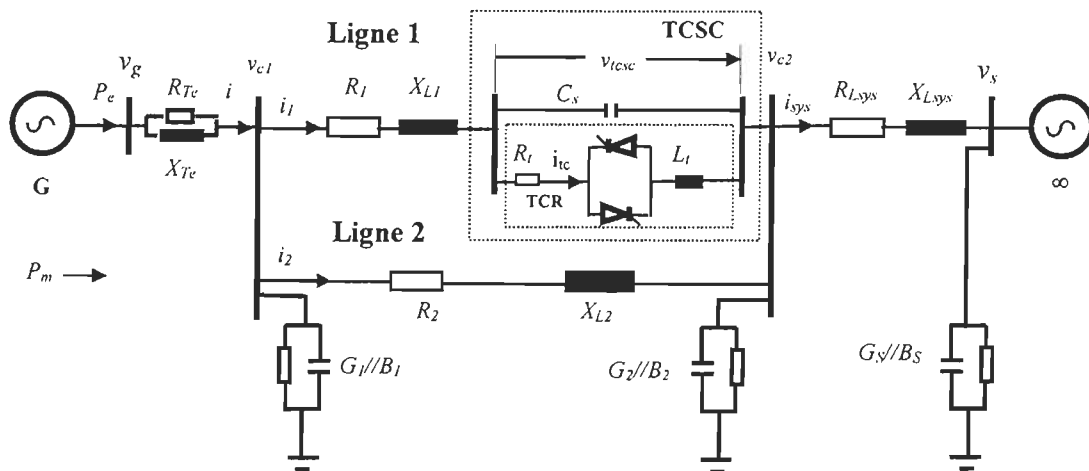 Ligne 1
TCSC
v_tcsc
v_g
v_c1
v_c2
v_s
P_e
R_Te
i
i_1
R_1
X_L1
C_s
i_sys
R_Lsys
X_Lsys
X_Te
G
R_t
i_tc
L_t
TCR
∞
Ligne 2
P_m
i_2
R_2
X_L2
G_1//B_1
G_2//B_2
G_S//B_S